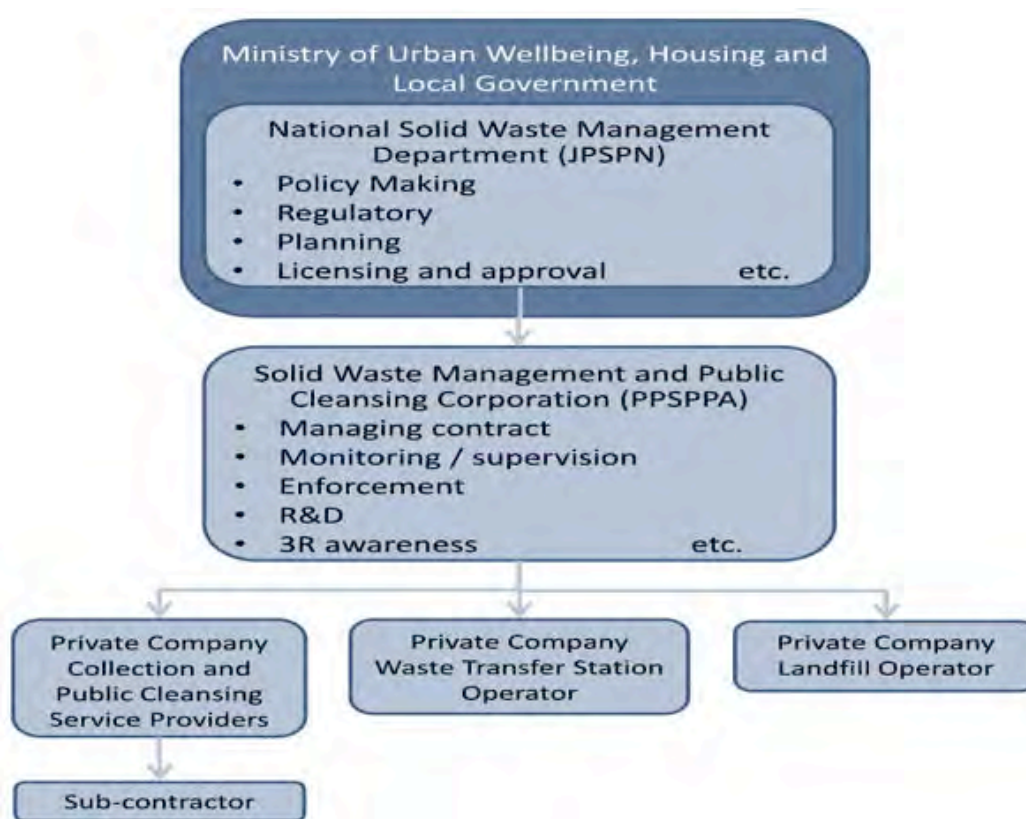 Ministry of Urban Wellbeing, Housing and
Local Government
National Solid Waste Management
Department (JPSPN)
• Policy Making
• Regulatory
• Planning
• Licensing and approval etc.
Solid Waste Management and Public
Cleansing Corporation (PPSPPA)
• Managing contract
• Monitoring / supervision
• Enforcement
• R&D
• 3R awareness etc.
Private Company
Collection and
Public Cleansing
Service Providers
Private Company
Waste Transfer Station
Operator
Private Company
Landfill Operator
Sub-contractor